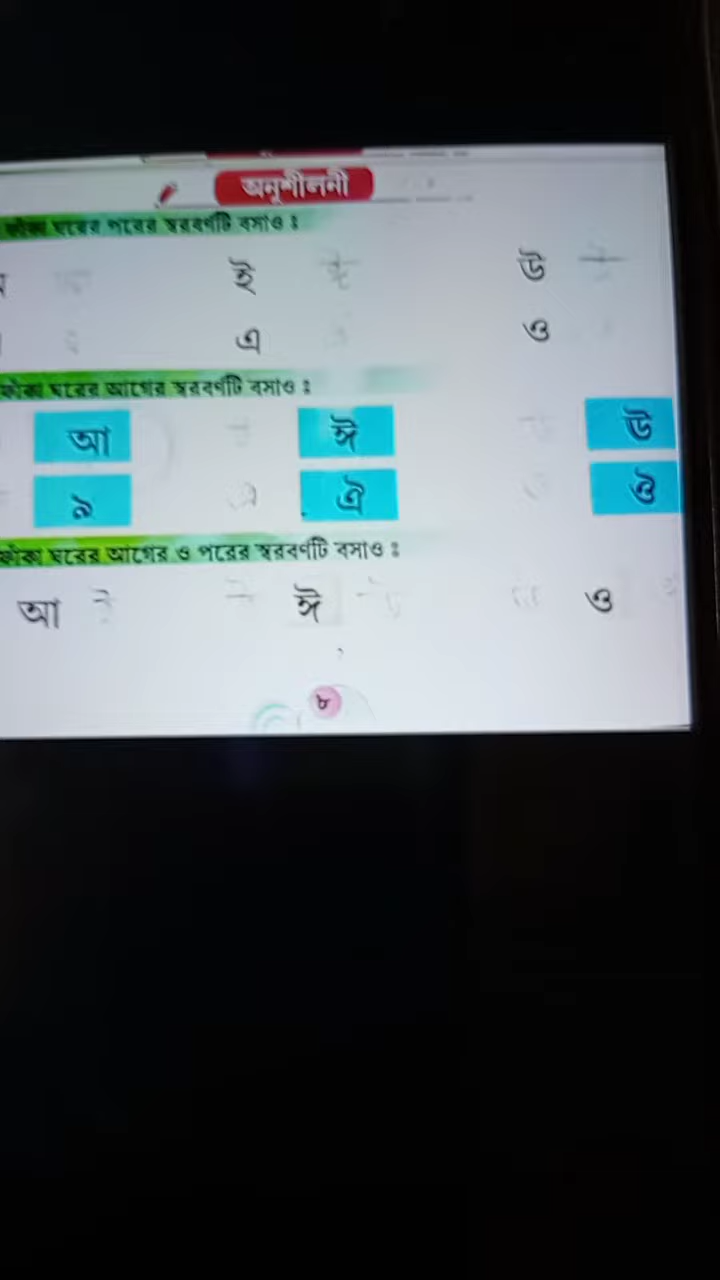 অনুশীলনী
ফাঁকা ঘরের পরের স্বরবর্ণটি বসাও ঃ
ই উ
এ ও
ফাঁকা ঘরের আগের স্বরবর্ণটি বসাও ঃ
আ ঈ ঊ
ঌ ঐ ঔ
ফাঁকা ঘরের আগের ও পরের স্বরবর্ণটি বসাও ঃ
আ ঈ ও
৮